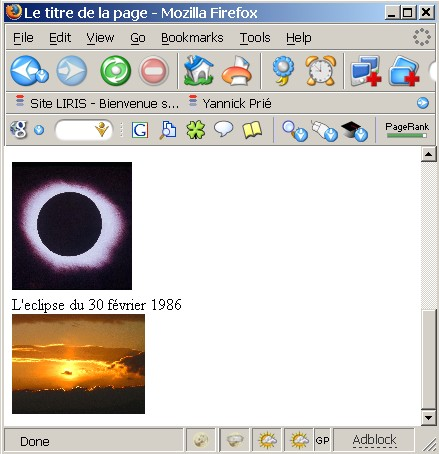 Le titre de la page - Mozilla Firefox
File Edit View Go Bookmarks Tools Help
Site LIRIS - Bienvenue s... Yannick Prié
G PageRank
L'eclipse du 30 février 1986
Done GP Adblock